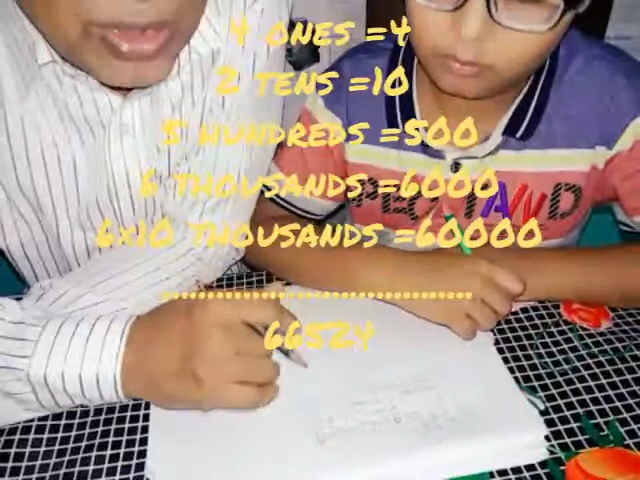 4 ONES =4
2 TENS =10
5 HUNDREDS =500
6 THOUSANDS =6000
6x10 THOUSANDS =60000
66524